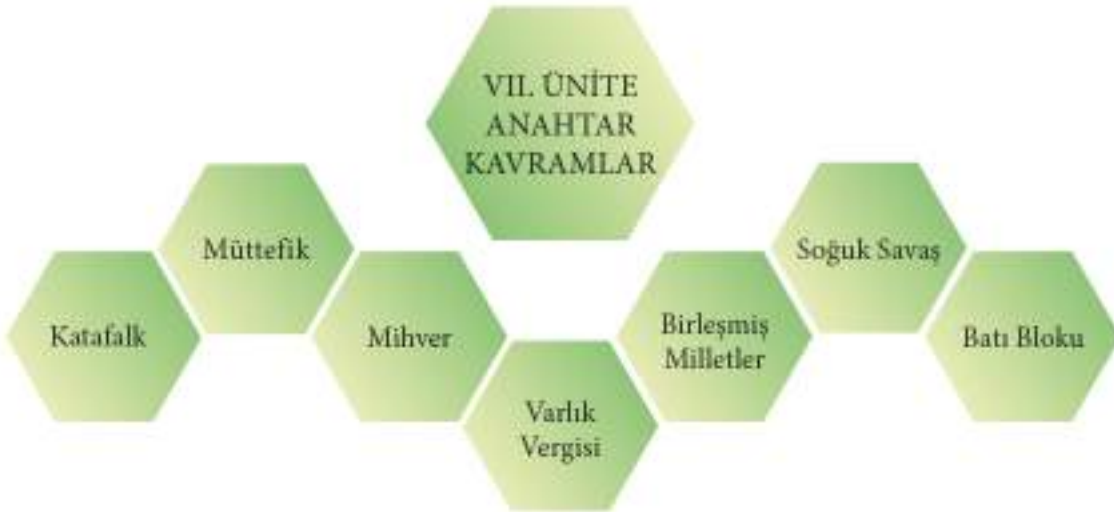 VII. ÜNİTE
ANAHTAR
KAVRAMLAR
Katafalk
Müttefik
Mihver
Varlık
Vergisi
Birleşmiş
Milletler
Soğuk Savaş
Batı Bloku